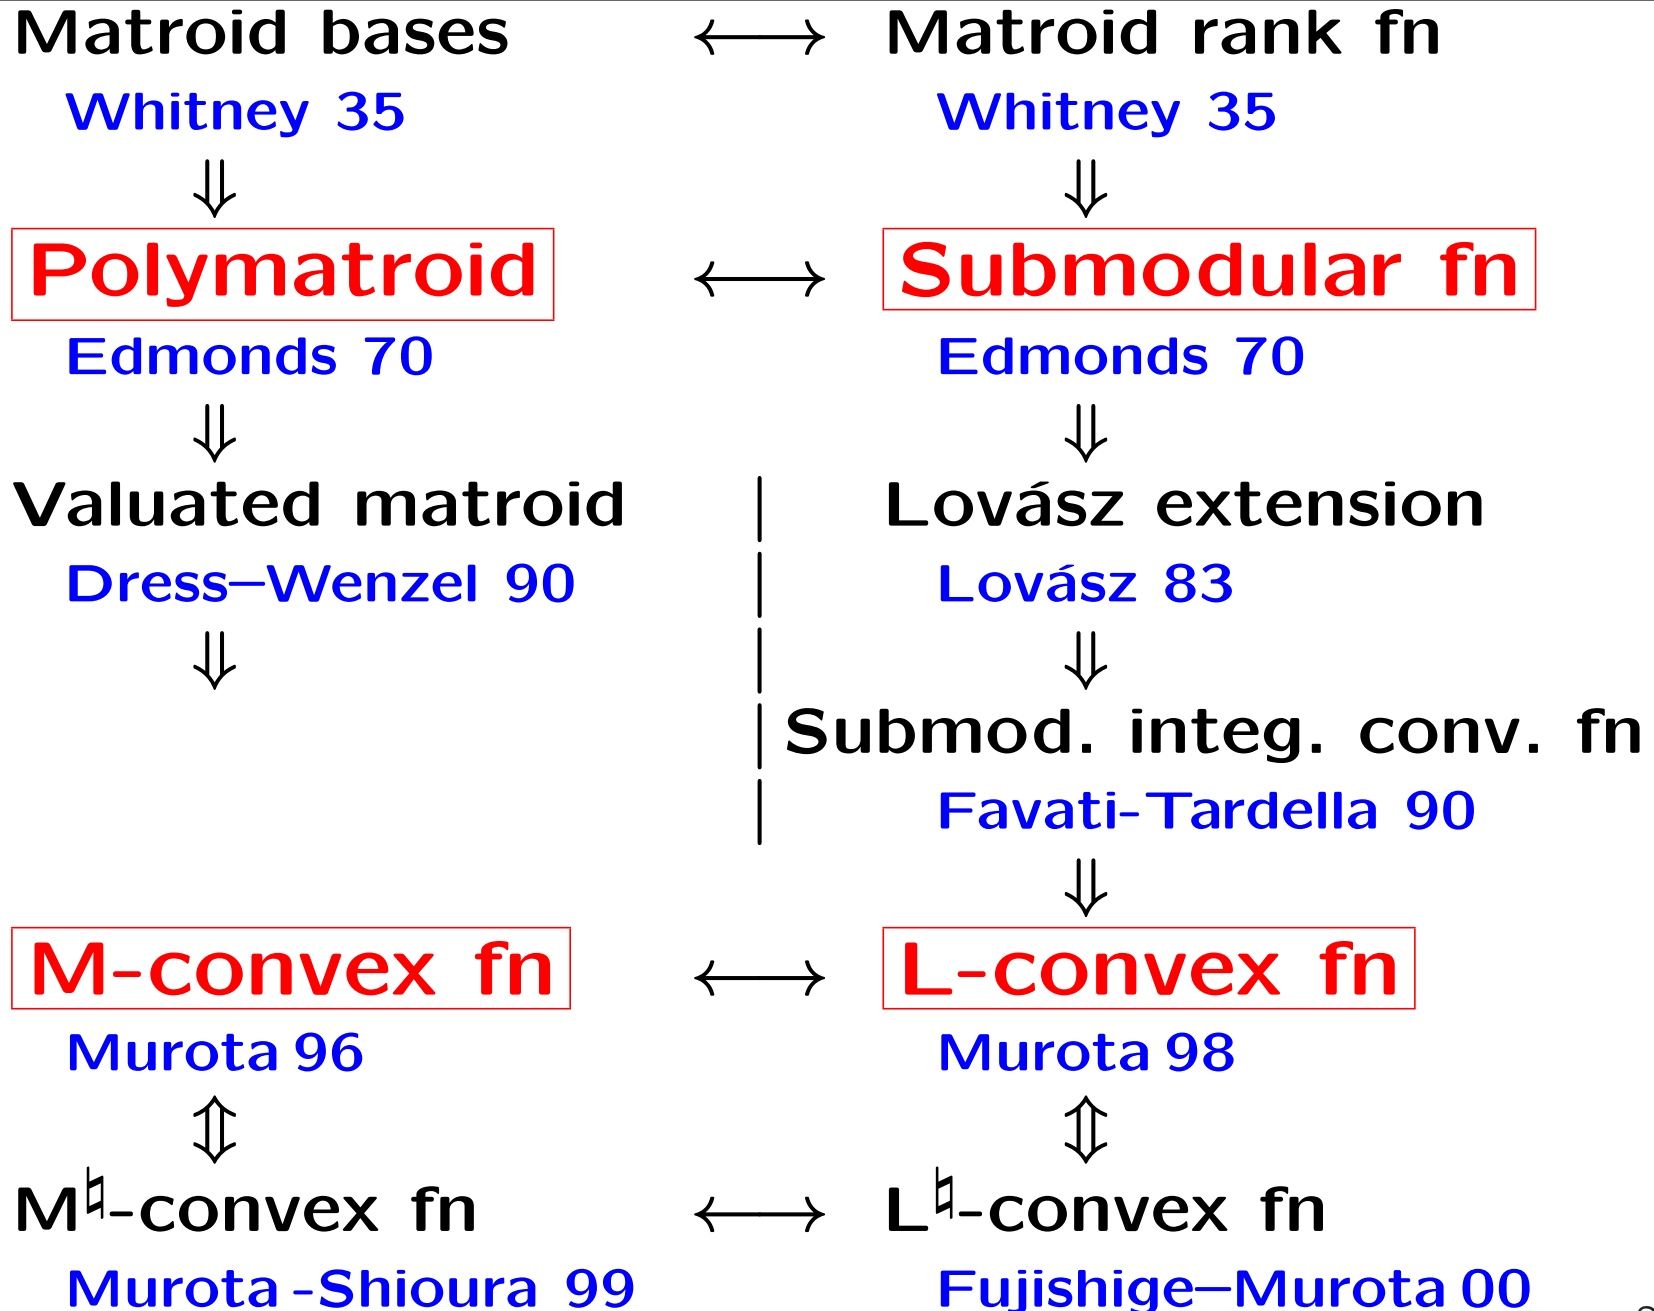 Matroid bases ⟷ Matroid rank fn
Whitney 35 Whitney 35
⇓ ⇓
Polymatroid ⟷ Submodular fn
Edmonds 70 Edmonds 70
⇓ ⇓
Valuated matroid | Lovász extension
Dress–Wenzel 90 | Lovász 83
⇓ | ⇓
| Submod. integ. conv. fn
| Favati-Tardella 90
⇓
M-convex fn ⟷ L-convex fn
Murota 96 Murota 98
⇕ ⇕
M♮-convex fn ⟷ L♮-convex fn
Murota-Shioura 99 Fujishige–Murota 00